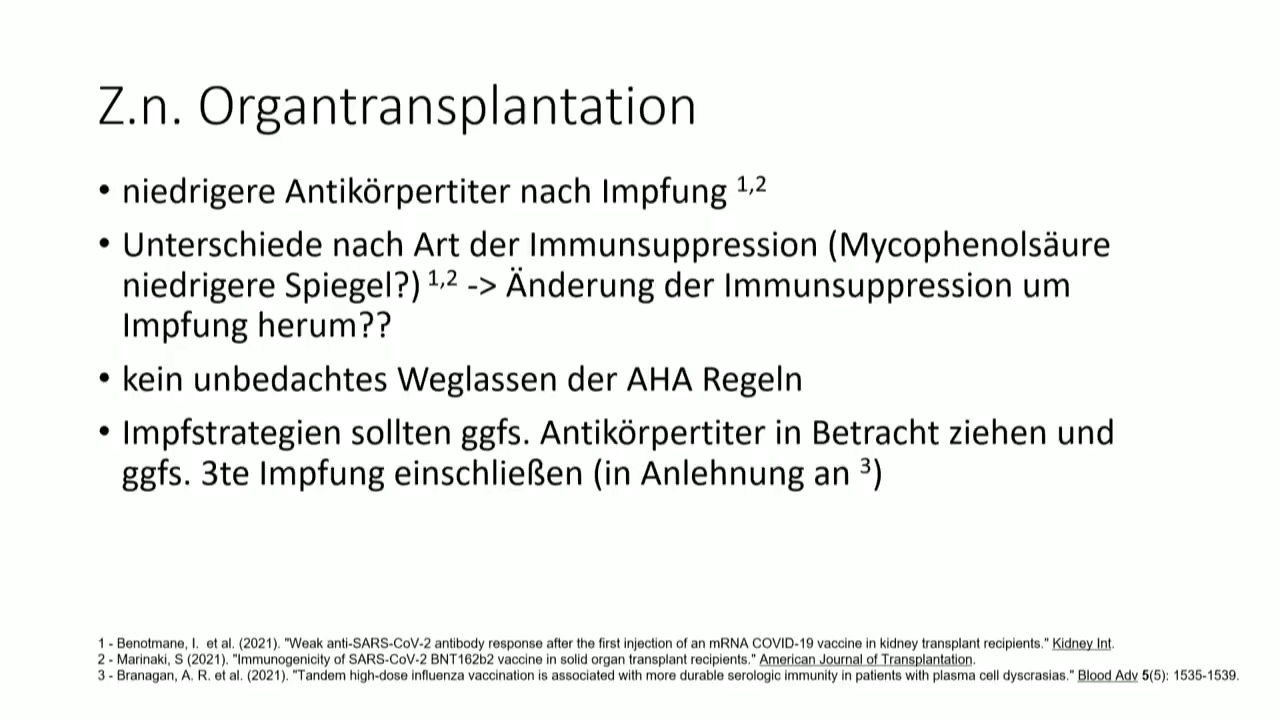 Z.n. Organtransplantation
• niedrigere Antikörpertiter nach Impfung 1,2
• Unterschiede nach Art der Immunsuppression (Mycophenolsäure
niedrigere Spiegel?) 1,2 -> Änderung der Immunsuppression um
Impfung herum??
• kein unbedachtes Weglassen der AHA Regeln
• Impfstrategien sollten ggfs. Antikörpertiter in Betracht ziehen und
ggfs. 3te Impfung einschließen (in Anlehnung an 3)
1 - Benotmane, I. et al. (2021). "Weak anti-SARS-CoV-2 antibody response after the first injection of an mRNA COVID-19 vaccine in kidney transplant recipients." Kidney Int.
2 - Marinaki, S (2021). "Immunogenicity of SARS-CoV-2 BNT162b2 vaccine in solid organ transplant recipients." American Journal of Transplantation.
3 - Branagan, A. R. et al. (2021). "Tandem high-dose influenza vaccination is associated with more durable serologic immunity in patients with plasma cell dyscrasias." Blood Adv 5(5): 1535-1539.